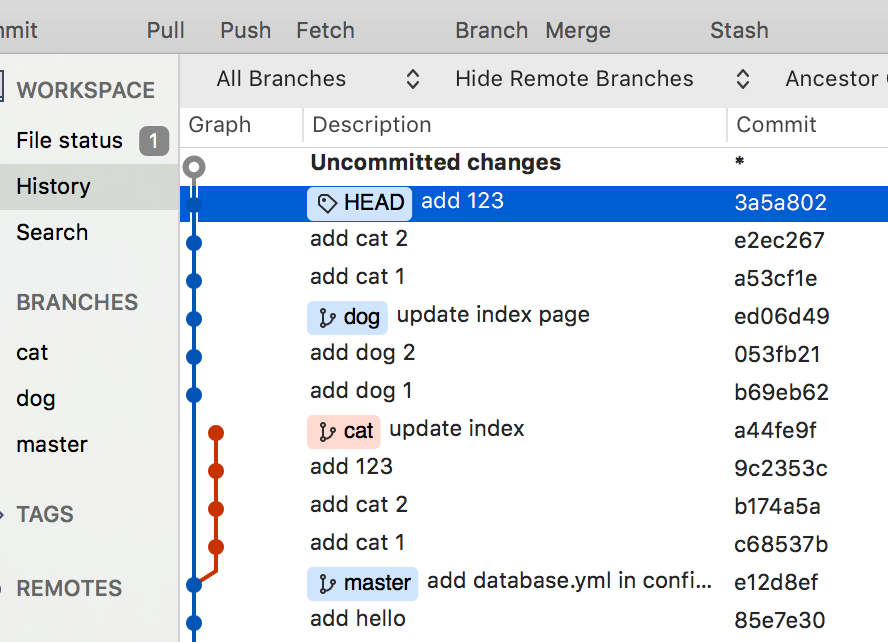 mmit Pull Push Fetch Branch Merge Stash
WORKSPACE
File status 1
History
Search
BRANCHES
cat
dog
master
TAGS
REMOTES
All Branches Hide Remote Branches Ancestor
Graph Description Commit
Uncommitted changes *
HEAD add 123 3a5a802
add cat 2 e2ec267
add cat 1 a53cf1e
dog update index page ed06d49
add dog 2 053fb21
add dog 1 b69eb62
cat update index a44fe9f
add 123 9c2353c
add cat 2 b174a5a
add cat 1 c68537b
master add database.yml in confi... e12d8ef
add hello 85e7e30